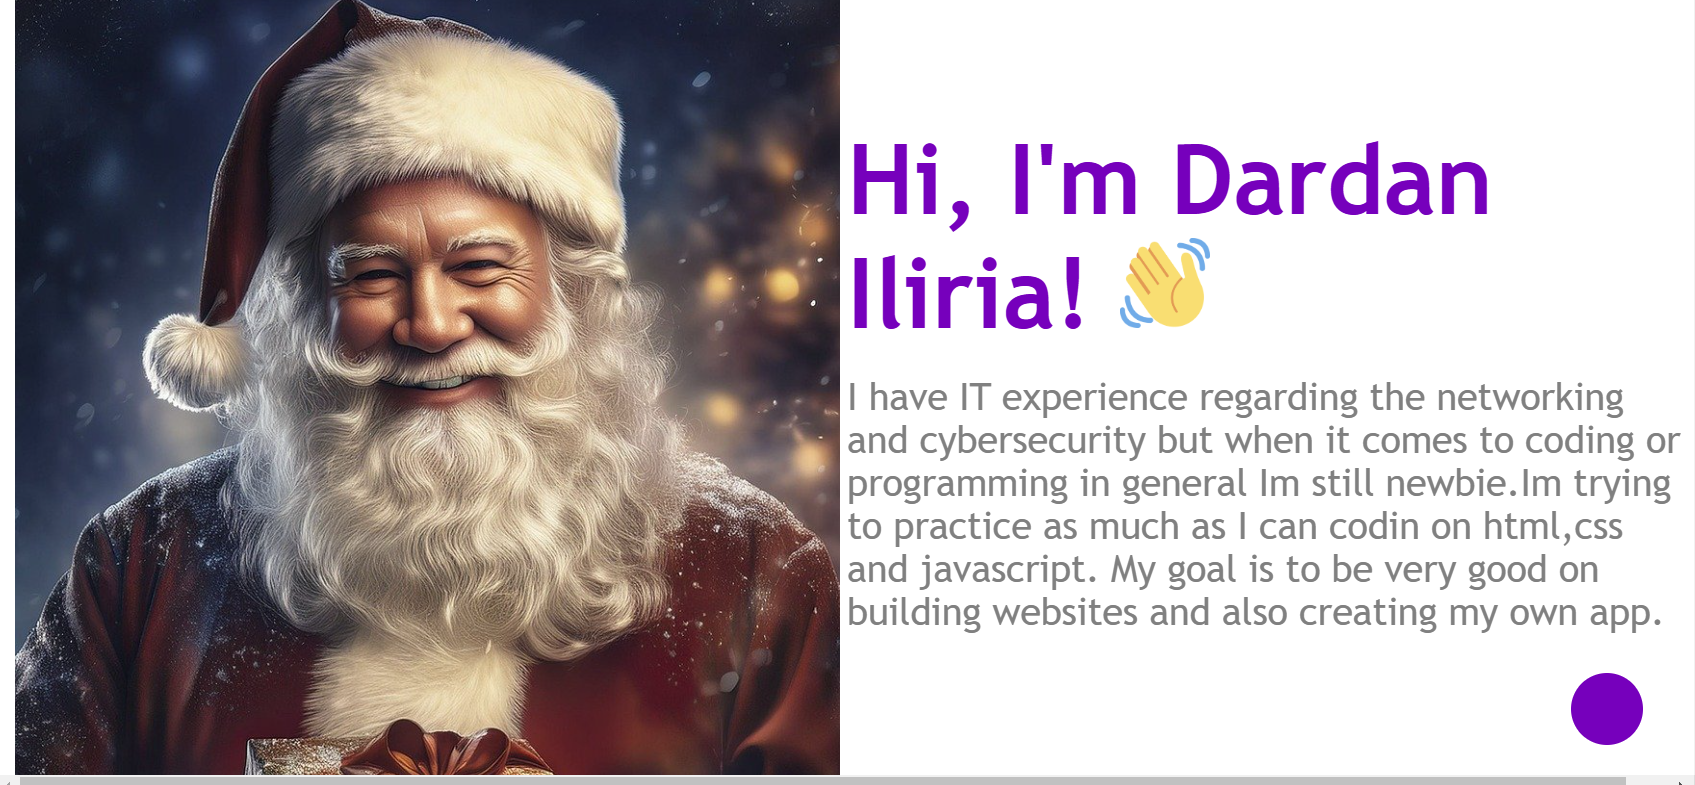 Hi, I'm Dardan
Iliria! 👋
I have IT experience regarding the networking
and cybersecurity but when it comes to coding or
programming in general Im still newbie.Im trying
to practice as much as I can codin on html,css
and javascript. My goal is to be very good on
building websites and also creating my own app.